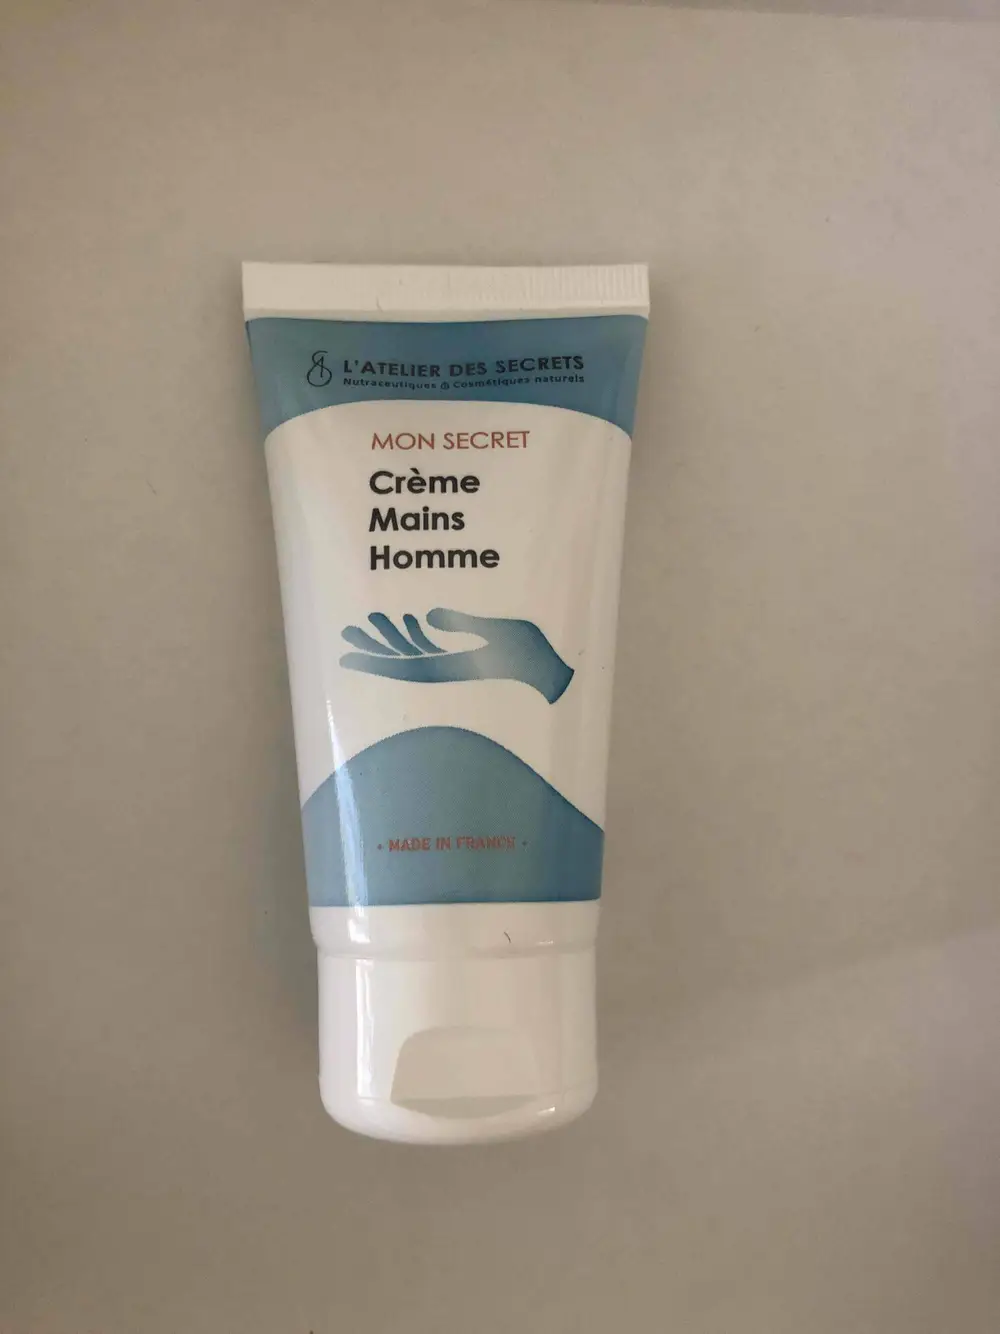 L'ATELIER DES SECRETS
Nutraceutiques & Cosmétiques naturels
MON SECRET
Crème
Mains
Homme
• MADE IN FRANCE •